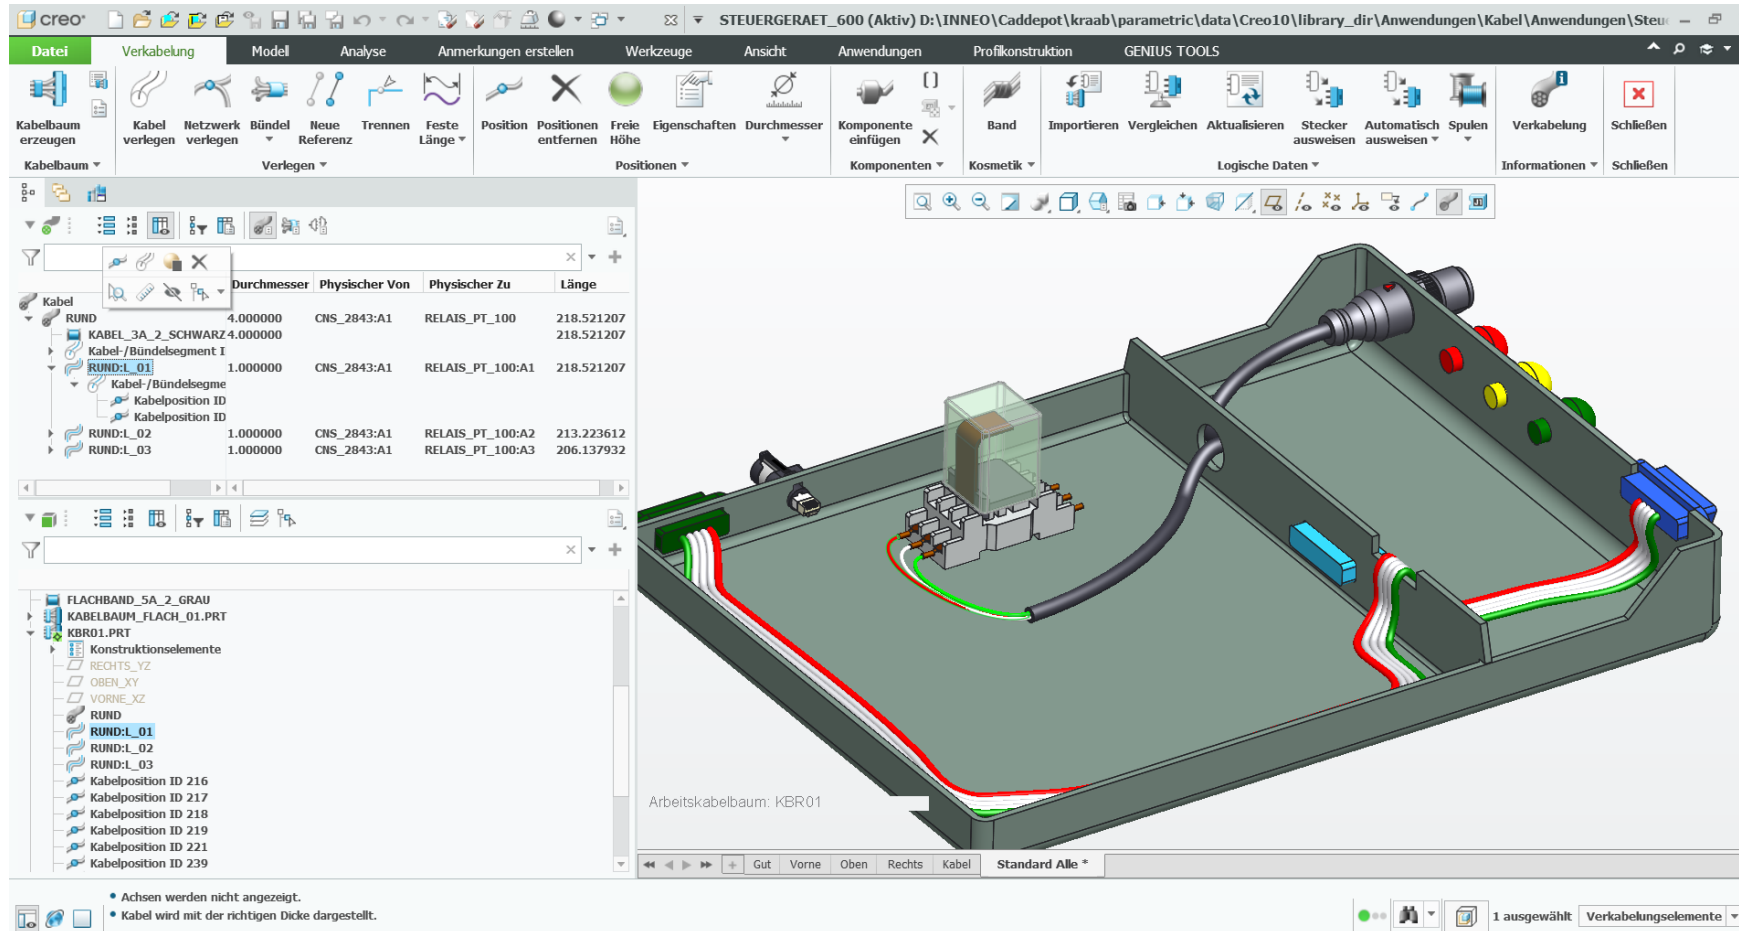 creo STEUERGERAET_600 (Aktiv) D:\INNEO\Caddepot\kraab\parametric\data\Creo10\library_dir\Anwendungen\Kabel\Anwendungen\Steu
Datei Verkabelung Modell Analyse Anmerkungen erstellen Werkzeuge Ansicht Anwendungen Profilkonstruktion GENIUS TOOLS
Kabelbaum erzeugen
Kabel verlegen
Netzwerk verlegen
Bündel
Neue Referenz
Trennen
Feste Länge
Position
Positionen entfernen
Freie Höhe
Eigenschaften
Durchmesser
Komponente einfügen
Band
Importieren
Vergleichen
Aktualisieren
Stecker ausweisen
Automatisch ausweisen
Spulen
Verkabelung
Schließen
Kabelbaum Verlegen Positionen Komponenten Kosmetik Logische Daten Informationen Schließen
Durchmesser Physischer Von Physischer Zu Länge
Kabel
RUND 4.000000 CNS_2843:A1 RELAIS_PT_100 218.521207
KABEL_3A_2_SCHWARZ 4.000000 218.521207
Kabel-/Bündelsegment I
RUND:L_01 1.000000 CNS_2843:A1 RELAIS_PT_100:A1 218.521207
Kabel-/Bündelsegme
Kabelposition ID
Kabelposition ID
RUND:L_02 1.000000 CNS_2843:A1 RELAIS_PT_100:A2 213.223612
RUND:L_03 1.000000 CNS_2843:A1 RELAIS_PT_100:A3 206.137932
FLACHBAND_5A_2_GRAU
KABELBAUM_FLACH_01.PRT
KBR01.PRT
Konstruktionselemente
RECHTS_YZ
OBEN_XY
VORNE_XZ
RUND
RUND:L_01
RUND:L_02
RUND:L_03
Kabelposition ID 216
Kabelposition ID 217
Kabelposition ID 218
Kabelposition ID 219
Kabelposition ID 221
Kabelposition ID 239
Arbeitskabelbaum: KBR01
Gut Vorne Oben Rechts Kabel Standard Alle *
• Achsen werden nicht angezeigt.
• Kabel wird mit der richtigen Dicke dargestellt.
1 ausgewählt Verkabelungselemente